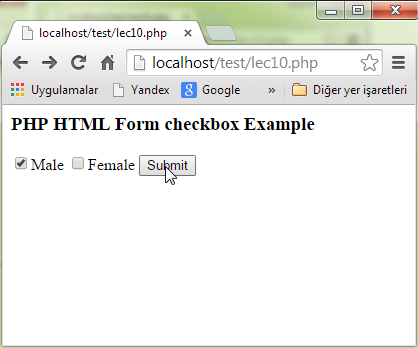 localhost/test/lec10.php
localhost/test/lec10.php
Uygulamalar Yandex Google » Diğer yer işaretleri
PHP HTML Form checkbox Example
Male Female Submit